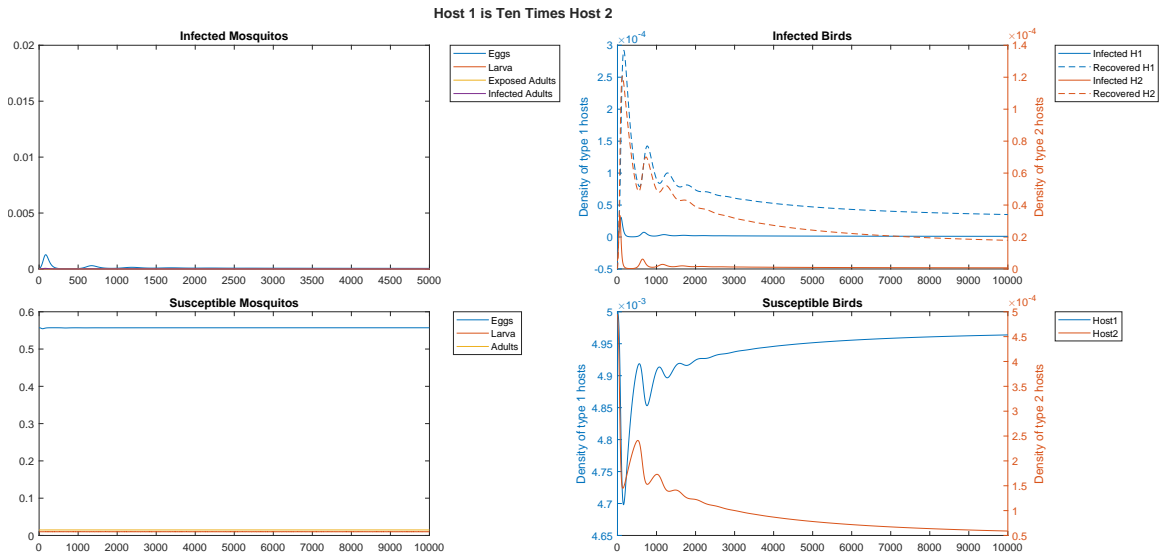 Host 1 is Ten Times Host 2
Infected Mosquitos
0.02
0.015
0.01
0.005
0
0 500 1000 1500 2000 2500 3000 3500 4000 4500 5000
Eggs
Larva
Exposed Adults
Infected Adults
Infected Birds
×10⁻⁴
3
2.5
2
1.5
1
0.5
0
-0.5
Density of type 1 hosts
0 1000 2000 3000 4000 5000 6000 7000 8000 9000 10000
×10⁻⁴
1.4
1.2
1
0.8
0.6
0.4
0.2
0
Density of type 2 hosts
Infected H1
Recovered H1
Infected H2
Recovered H2
Susceptible Mosquitos
0.6
0.5
0.4
0.3
0.2
0.1
0
0 1000 2000 3000 4000 5000 6000 7000 8000 9000 10000
Eggs
Larva
Adults
Susceptible Birds
×10⁻³
5
4.95
4.9
4.85
4.8
4.75
4.7
4.65
Density of type 1 hosts
0 1000 2000 3000 4000 5000 6000 7000 8000 9000 10000
×10⁻⁴
5
4.5
4
3.5
3
2.5
2
1.5
1
0.5
Density of type 2 hosts
Host1
Host2